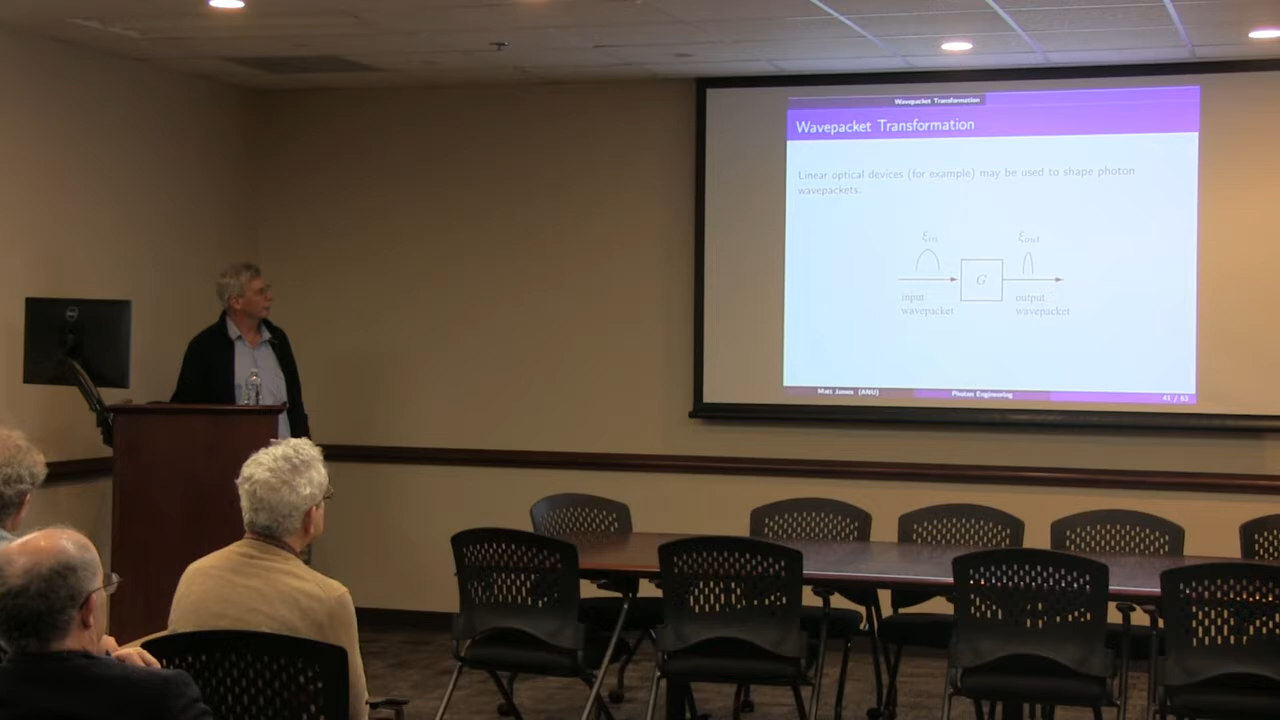 Wavepacket Transformation
Wavepacket Transformation
Linear optical devices (for example) may be used to shape photon
wavepackets.
ξin
ξout
G
input
wavepacket
output
wavepacket
Matt James (ANU)
Photon Engineering
41 / 53
DELL